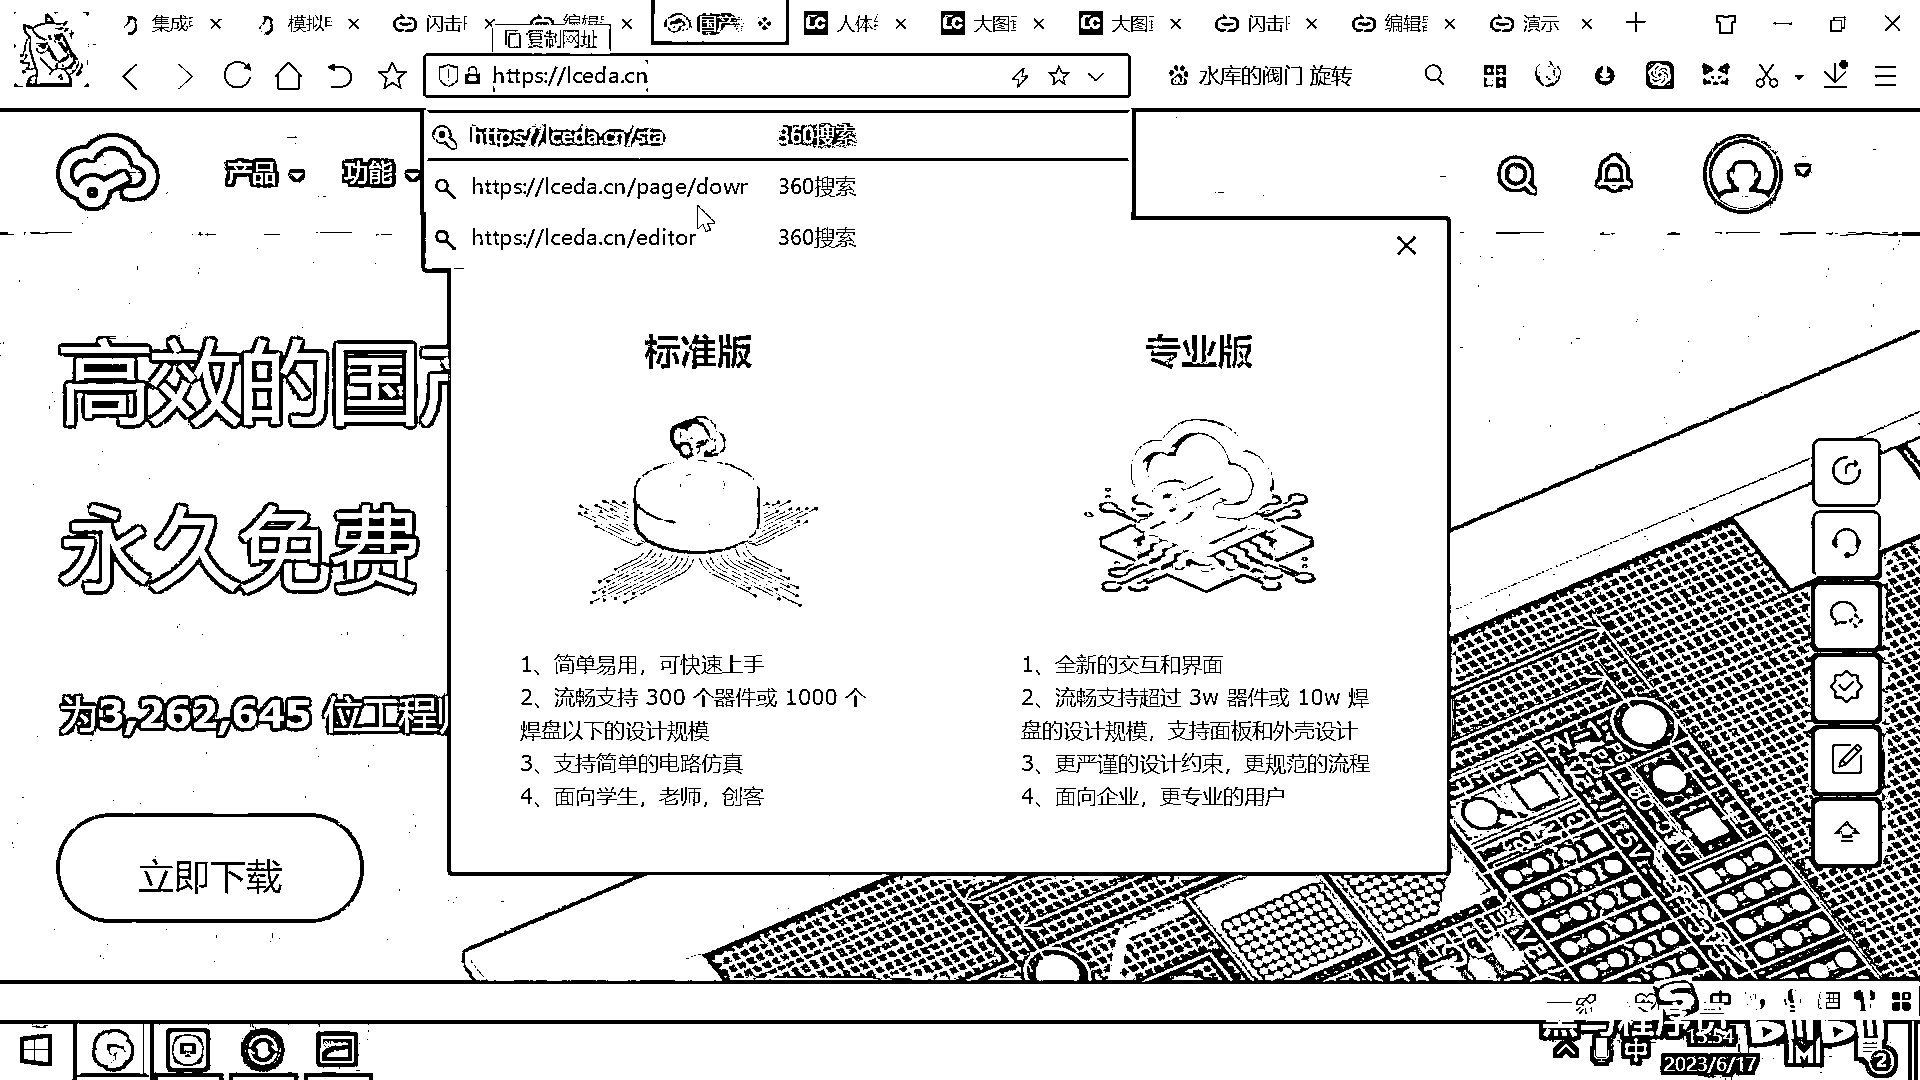 集成
模拟
闪击
编辑
国产
人体
大图
大图
闪击
编辑
演示
复制网址
https://lceda.cn
水库的阀门 旋转
https://lceda.cn/sta 360搜索
https://lceda.cn/page/dowr 360搜索
https://lceda.cn/editor 360搜索
产品
功能
高效的国产
永久免费
为3,262,645 位工程师
立即下载
标准版
1、简单易用，可快速上手
2、流畅支持 300 个器件或 1000 个
焊盘以下的设计规模
3、支持简单的电路仿真
4、面向学生，老师，创客
专业版
1、全新的交互和界面
2、流畅支持超过 3w 器件或 10w 焊
盘的设计规模，支持面板和外壳设计
3、更严谨的设计约束，更规范的流程
4、面向企业，更专业的用户
中
中
15:54
2023/6/17
2